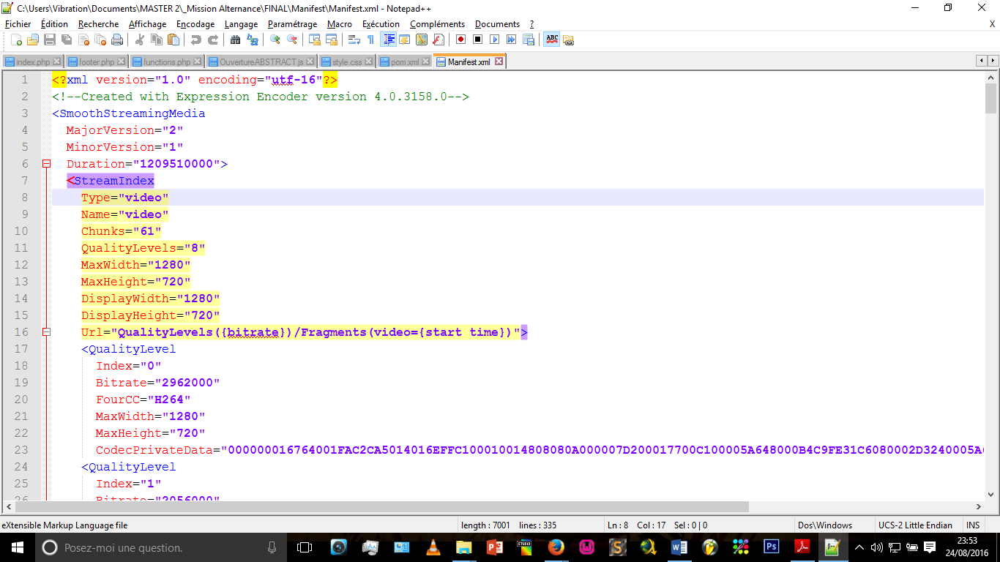 C:\Users\Vibration\Documents\MASTER 2\_Mission Alternance\FINAL\Manifest\Manifest.xml - Notepad++
Fichier Édition Recherche Affichage Encodage Langage Paramétrage Macro Exécution Compléments Documents ? X
ABC
index.php footer.php functions.php OuvertureABSTRACT.js style.css pom.xml Manifest.xml
1 <?xml version="1.0" encoding="utf-16"?>
2 <!--Created with Expression Encoder version 4.0.3158.0-->
3 <SmoothStreamingMedia
4 MajorVersion="2"
5 MinorVersion="1"
6 Duration="1209510000">
7 <StreamIndex
8 Type="video"
9 Name="video"
10 Chunks="61"
11 QualityLevels="8"
12 MaxWidth="1280"
13 MaxHeight="720"
14 DisplayWidth="1280"
15 DisplayHeight="720"
16 Url="QualityLevels({bitrate})/Fragments(video={start time})">
17 <QualityLevel
18 Index="0"
19 Bitrate="2962000"
20 FourCC="H264"
21 MaxWidth="1280"
22 MaxHeight="720"
23 CodecPrivateData="000000016764001FAC2CA5014016EFFC100010014808080A000007D200017700C100005A648000B4C9FE31C6080002D3240005A
24 <QualityLevel
25 Index="1"
26 Bitrate="2056000"
eXtensible Markup Language file length : 7001 lines : 335 Ln : 8 Col : 17 Sel : 0 | 0 Dos\Windows UCS-2 Little Endian INS
Posez-moi une question. 23:53
24/08/2016